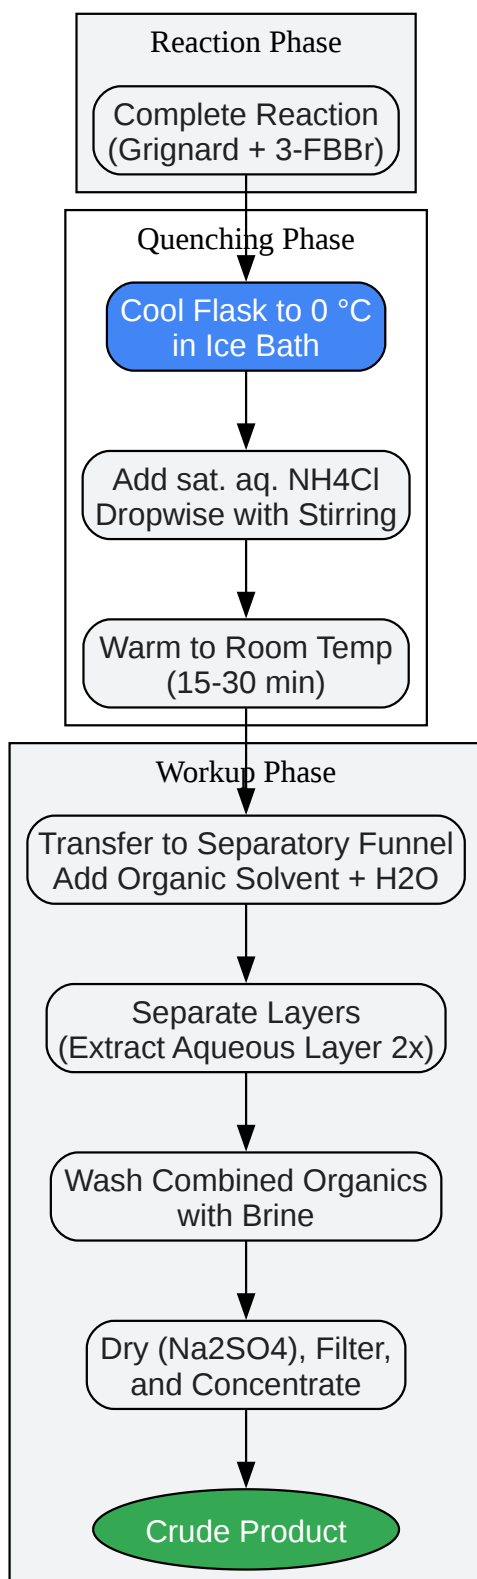 Reaction Phase
Complete Reaction
(Grignard + 3-FBBr)
Quenching Phase
Cool Flask to 0 °C
in Ice Bath
Add sat. aq. NH4Cl
Dropwise with Stirring
Warm to Room Temp
(15-30 min)
Workup Phase
Transfer to Separatory Funnel
Add Organic Solvent + H2O
Separate Layers
(Extract Aqueous Layer 2x)
Wash Combined Organics
with Brine
Dry (Na2SO4), Filter,
and Concentrate
Crude Product